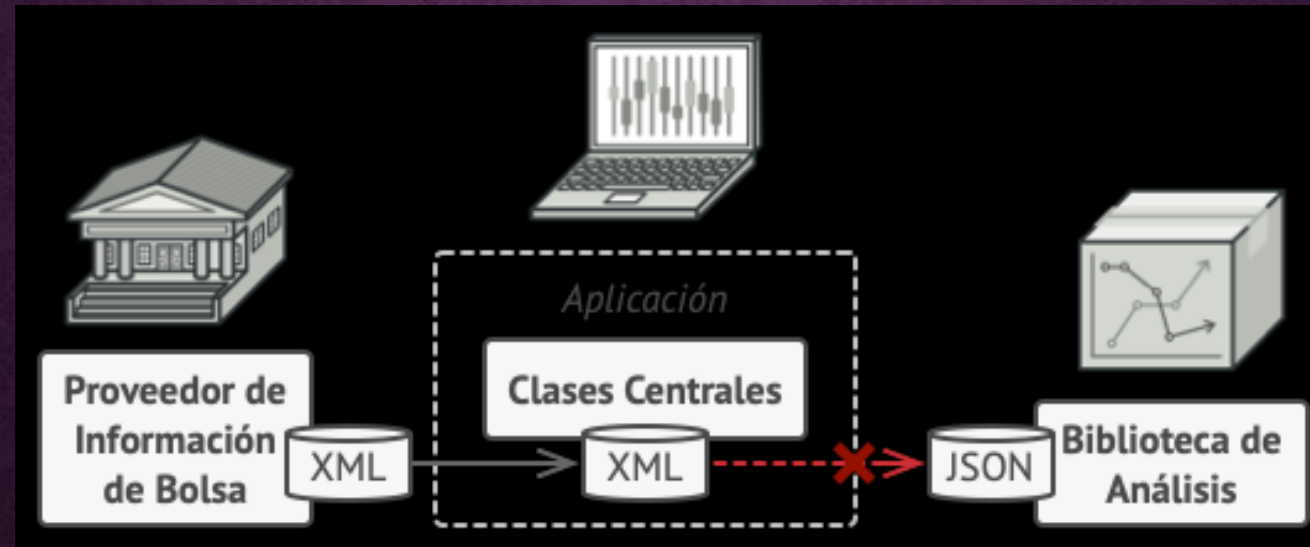 Aplicación
Proveedor de
Información
de Bolsa
XML
Clases Centrales
XML
JSON
Biblioteca de
Análisis